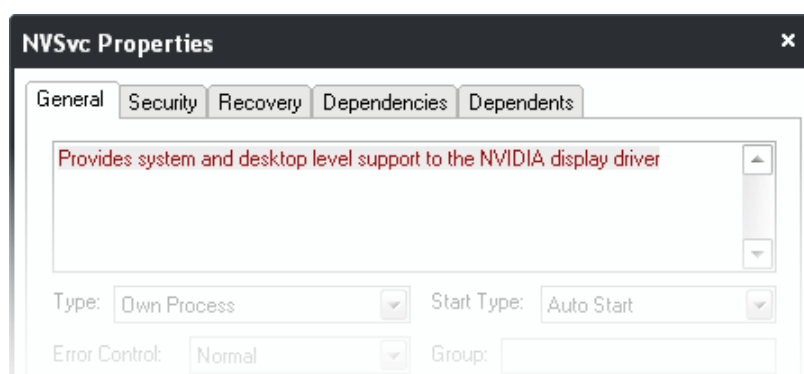 NVSvc Properties
General Security Recovery Dependencies Dependents
Provides system and desktop level support to the NVIDIA display driver
Type: Own Process Start Type: Auto Start
Error Control: Normal Group: